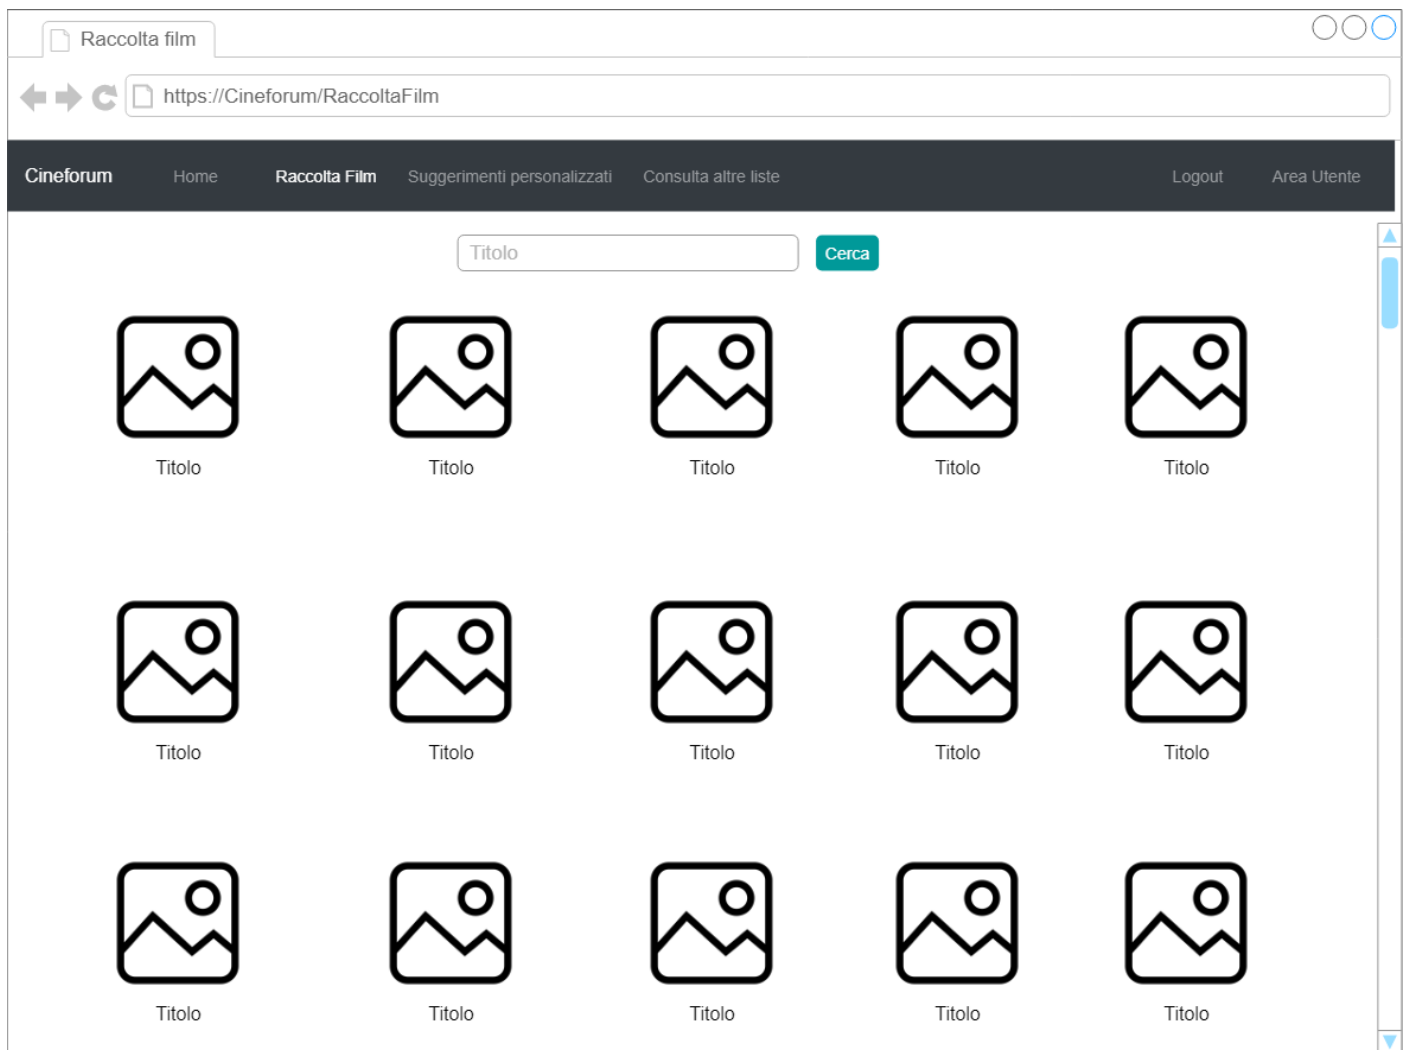 Raccolta film
https://Cineforum/RaccoltaFilm
Cineforum Home Raccolta Film Suggerimenti personalizzati Consulta altre liste Logout Area Utente
Titolo Cerca
Titolo Titolo Titolo Titolo Titolo
Titolo Titolo Titolo Titolo Titolo
Titolo Titolo Titolo Titolo Titolo